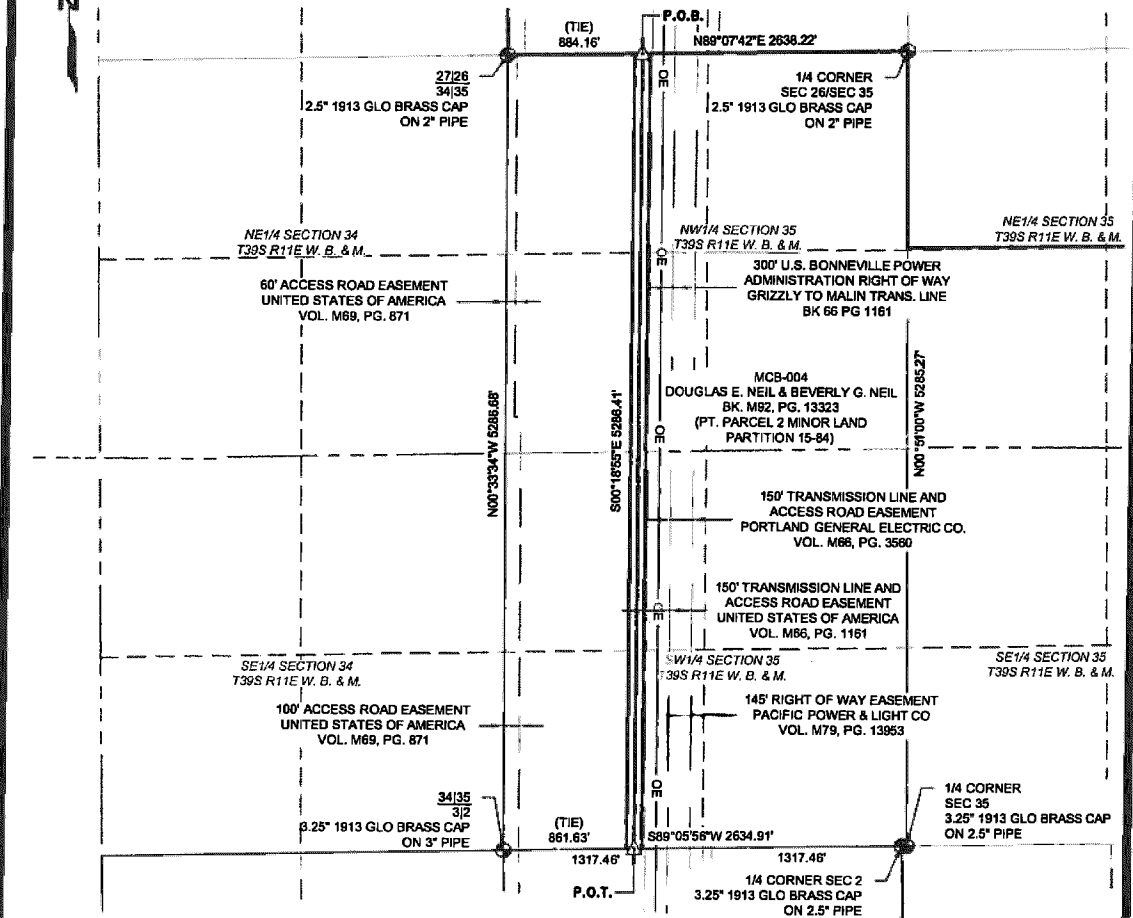 N
P.O.B.
(TIE)
884.16'
N89°07'42"E 2638.22'
27|26
34|35
2.5" 1913 GLO BRASS CAP
ON 2" PIPE
OE
1/4 CORNER
SEC 26/SEC 35
2.5" 1913 GLO BRASS CAP
ON 2" PIPE
NE1/4 SECTION 34
T39S R11E W. B. & M.
NW1/4 SECTION 35
T39S R11E W. B. & M.
NE1/4 SECTION 35
T39S R11E W. B. & M.
OE
60' ACCESS ROAD EASEMENT
UNITED STATES OF AMERICA
VOL. M69, PG. 871
300' U.S. BONNEVILLE POWER
ADMINISTRATION RIGHT OF WAY
GRIZZLY TO MALIN TRANS. LINE
BK 66 PG 1161
N00°33'34"W 5286.68'
S00°18'55"E 5286.41'
N00°51'00"W 5285.27'
MCB-004
DOUGLAS E. NEIL & BEVERLY G. NEIL
BK. M92, PG. 13323
(PT. PARCEL 2 MINOR LAND
PARTITION 15-84)
OE
150' TRANSMISSION LINE AND
ACCESS ROAD EASEMENT
PORTLAND GENERAL ELECTRIC CO.
VOL. M66, PG. 3560
150' TRANSMISSION LINE AND
ACCESS ROAD EASEMENT
UNITED STATES OF AMERICA
VOL. M66, PG. 1161
OE
SE1/4 SECTION 34
T39S R11E W. B. & M.
SW1/4 SECTION 35
T39S R11E W. B. & M.
SE1/4 SECTION 35
T39S R11E W. B. & M.
100' ACCESS ROAD EASEMENT
UNITED STATES OF AMERICA
VOL. M69, PG. 871
145' RIGHT OF WAY EASEMENT
PACIFIC POWER & LIGHT CO
VOL. M79, PG. 13953
OE
34|35
3|2
3.25" 1913 GLO BRASS CAP
ON 3" PIPE
(TIE)
861.63'
S89°05'56"W 2634.91'
1317.46'
1317.46'
1/4 CORNER
SEC 35
3.25" 1913 GLO BRASS CAP
ON 2.5" PIPE
P.O.T.
1/4 CORNER SEC 2
3.25" 1913 GLO BRASS CAP
ON 2.5" PIPE